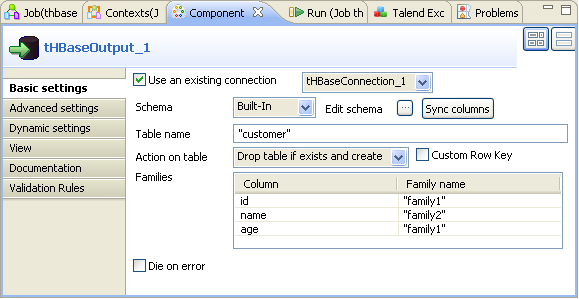 Job(thbase Contexts(J Component Run (Job th Talend Exc Problems
tHBaseOutput_1
Basic settings
Advanced settings
Dynamic settings
View
Documentation
Validation Rules
Use an existing connection tHBaseConnection_1
Schema Built-In Edit schema ... Sync columns
Table name "customer"
Action on table Drop table if exists and create Custom Row Key
Families
Column Family name
id "family1"
name "family2"
age "family1"
Die on error